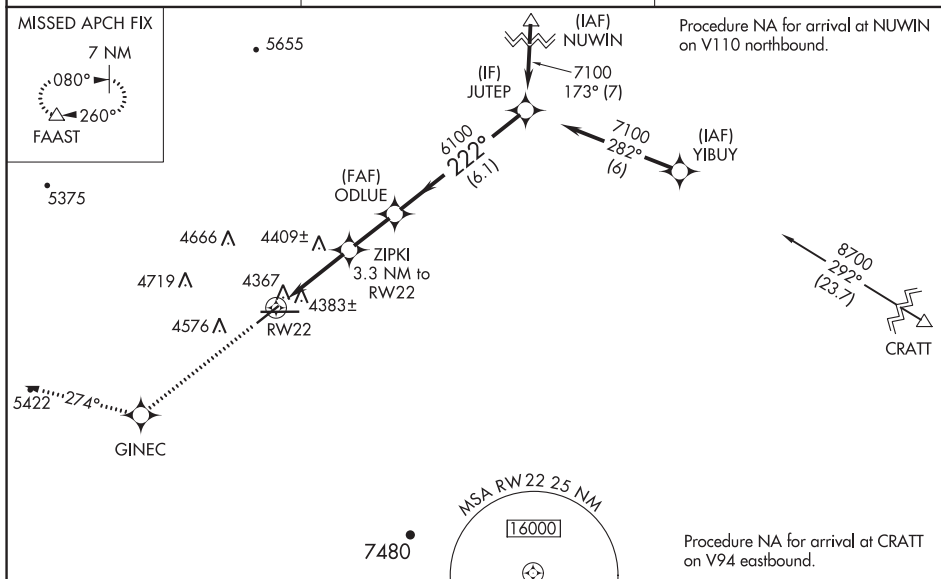 MISSED APCH FIX
7 NM
080°
260°
FAAST
5655
(IAF)
NUWIN
Procedure NA for arrival at NUWIN
on V110 northbound.
7100
173° (7)
(IF)
JUTEP
6100
222°
(6.1)
7100
282°
(6)
(IAF)
YIBUY
5375
(FAF)
ODLUE
4666
4409±
ZIPKI
3.3 NM to
RW22
4719
4367
4383±
4576
RW22
8700
292°
(23.7)
CRATT
5422
274°
GINEC
MSA RW22 25 NM
16000
7480
Procedure NA for arrival at CRATT
on V94 eastbound.